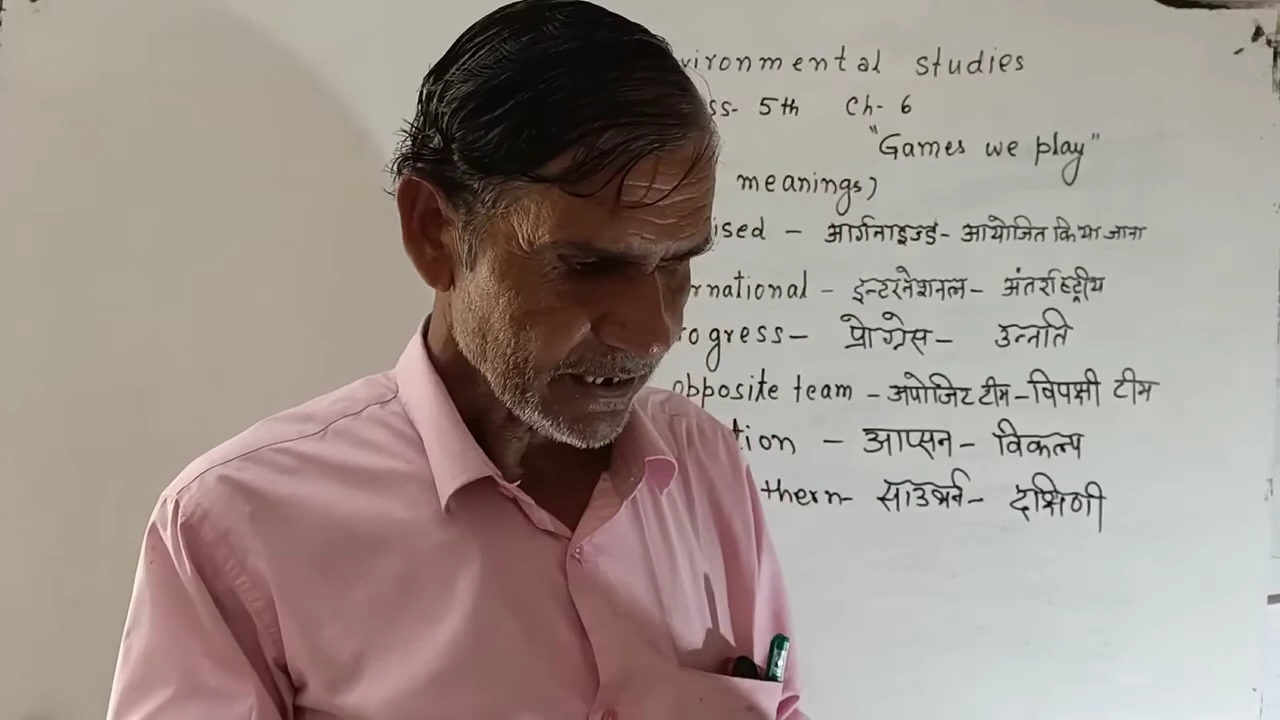 vironmental studies
ss- 5th Ch- 6
"Games we play"
meanings)
ised - आर्गनाइज्ड - आयोजित किया जाना
rnational - इन्टरनेशनल - अंतर्राष्ट्रीय
ogress - प्रोग्रेस - उन्नति
opposite team - अपोजिट टीम - विपक्षी टीम
tion - आप्सन - विकल्प
thern - साउथर्न - दक्षिणी